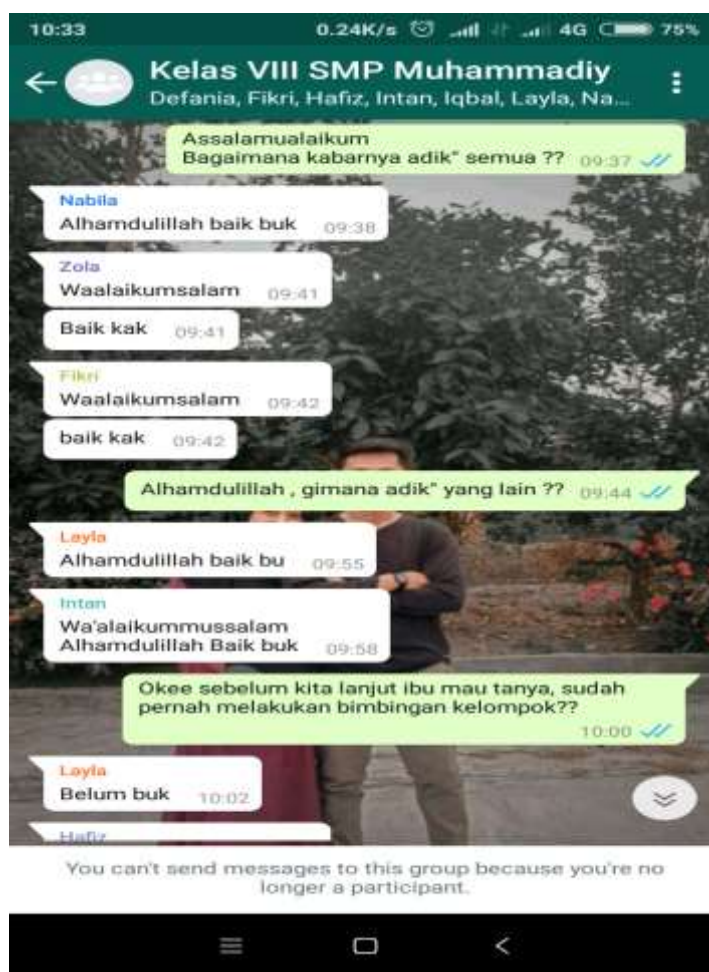 10:33 0.24K/s 4G 75%
Kelas VIII SMP Muhammadiy
Defania, Fikri, Hafiz, Intan, Iqbal, Layla, Na...
Assalamualaikum
Bagaimana kabarnya adik" semua ?? 09:37
Nabila
Alhamdulillah baik buk 09:38
Zola
Waalaikumsalam 09:41
Baik kak 09:41
Fikri
Waalaikumsalam 09:42
baik kak 09:42
Alhamdulillah , gimana adik" yang lain ?? 09:44
Layla
Alhamdulillah baik bu 09:55
Intan
Wa'alaikummussalam
Alhamdulillah Baik buk 09:58
Okee sebelum kita lanjut ibu mau tanya, sudah
pernah melakukan bimbingan kelompok??
10:00
Layla
Belum buk 10:02
Hafiz
You can't send messages to this group because you're no
longer a participant.